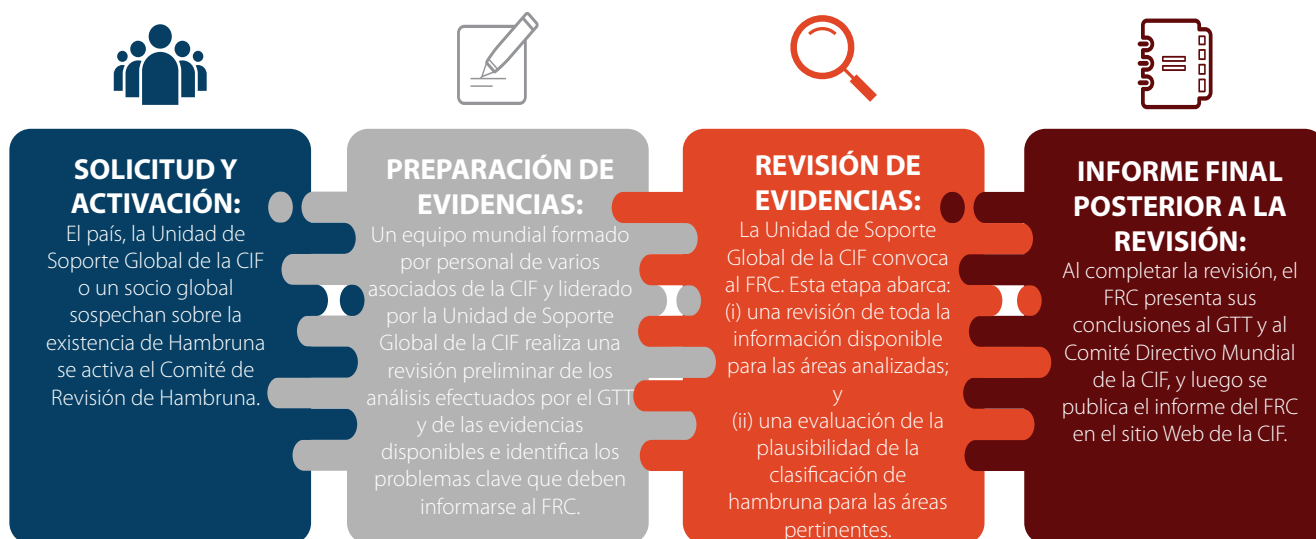 SOLICITUD Y
ACTIVACIÓN:
El país, la Unidad de
Soporte Global de la CIF
o un socio global
sospechan sobre la
existencia de Hambruna
se activa el Comité de
Revisión de Hambruna.
PREPARACIÓN DE
EVIDENCIAS:
Un equipo mundial formado
por personal de varios
asociados de la CIF y liderado
por la Unidad de Soporte
Global de la CIF realiza una
revisión preliminar de los
análisis efectuados por el GTT
y de las evidencias
disponibles e identifica los
problemas clave que deben
informarse al FRC.
REVISIÓN DE
EVIDENCIAS:
La Unidad de Soporte
Global de la CIF convoca
al FRC. Esta etapa abarca:
(i) una revisión de toda la
información disponible
para las áreas analizadas;
y
(ii) una evaluación de la
plausibilidad de la
clasificación de
hambruna para las áreas
pertinentes.
INFORME FINAL
POSTERIOR A LA
REVISIÓN:
Al completar la revisión, el
FRC presenta sus
conclusiones al GTT y al
Comité Directivo Mundial
de la CIF, y luego se
publica el informe del FRC
en el sitio Web de la CIF.